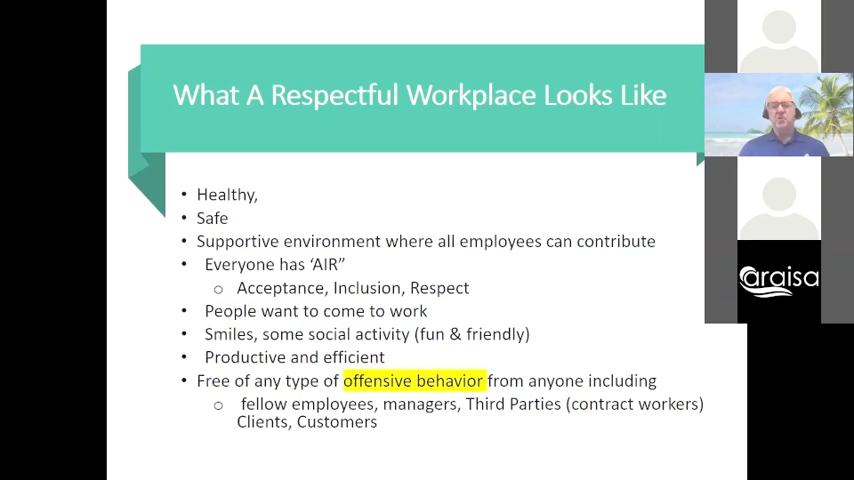 What A Respectful Workplace Looks Like
• Healthy,
• Safe
• Supportive environment where all employees can contribute
• Everyone has ‘AIR”
o Acceptance, Inclusion, Respect
• People want to come to work
• Smiles, some social activity (fun & friendly)
• Productive and efficient
• Free of any type of offensive behavior from anyone including
o fellow employees, managers, Third Parties (contract workers)
Clients, Customers
araisa